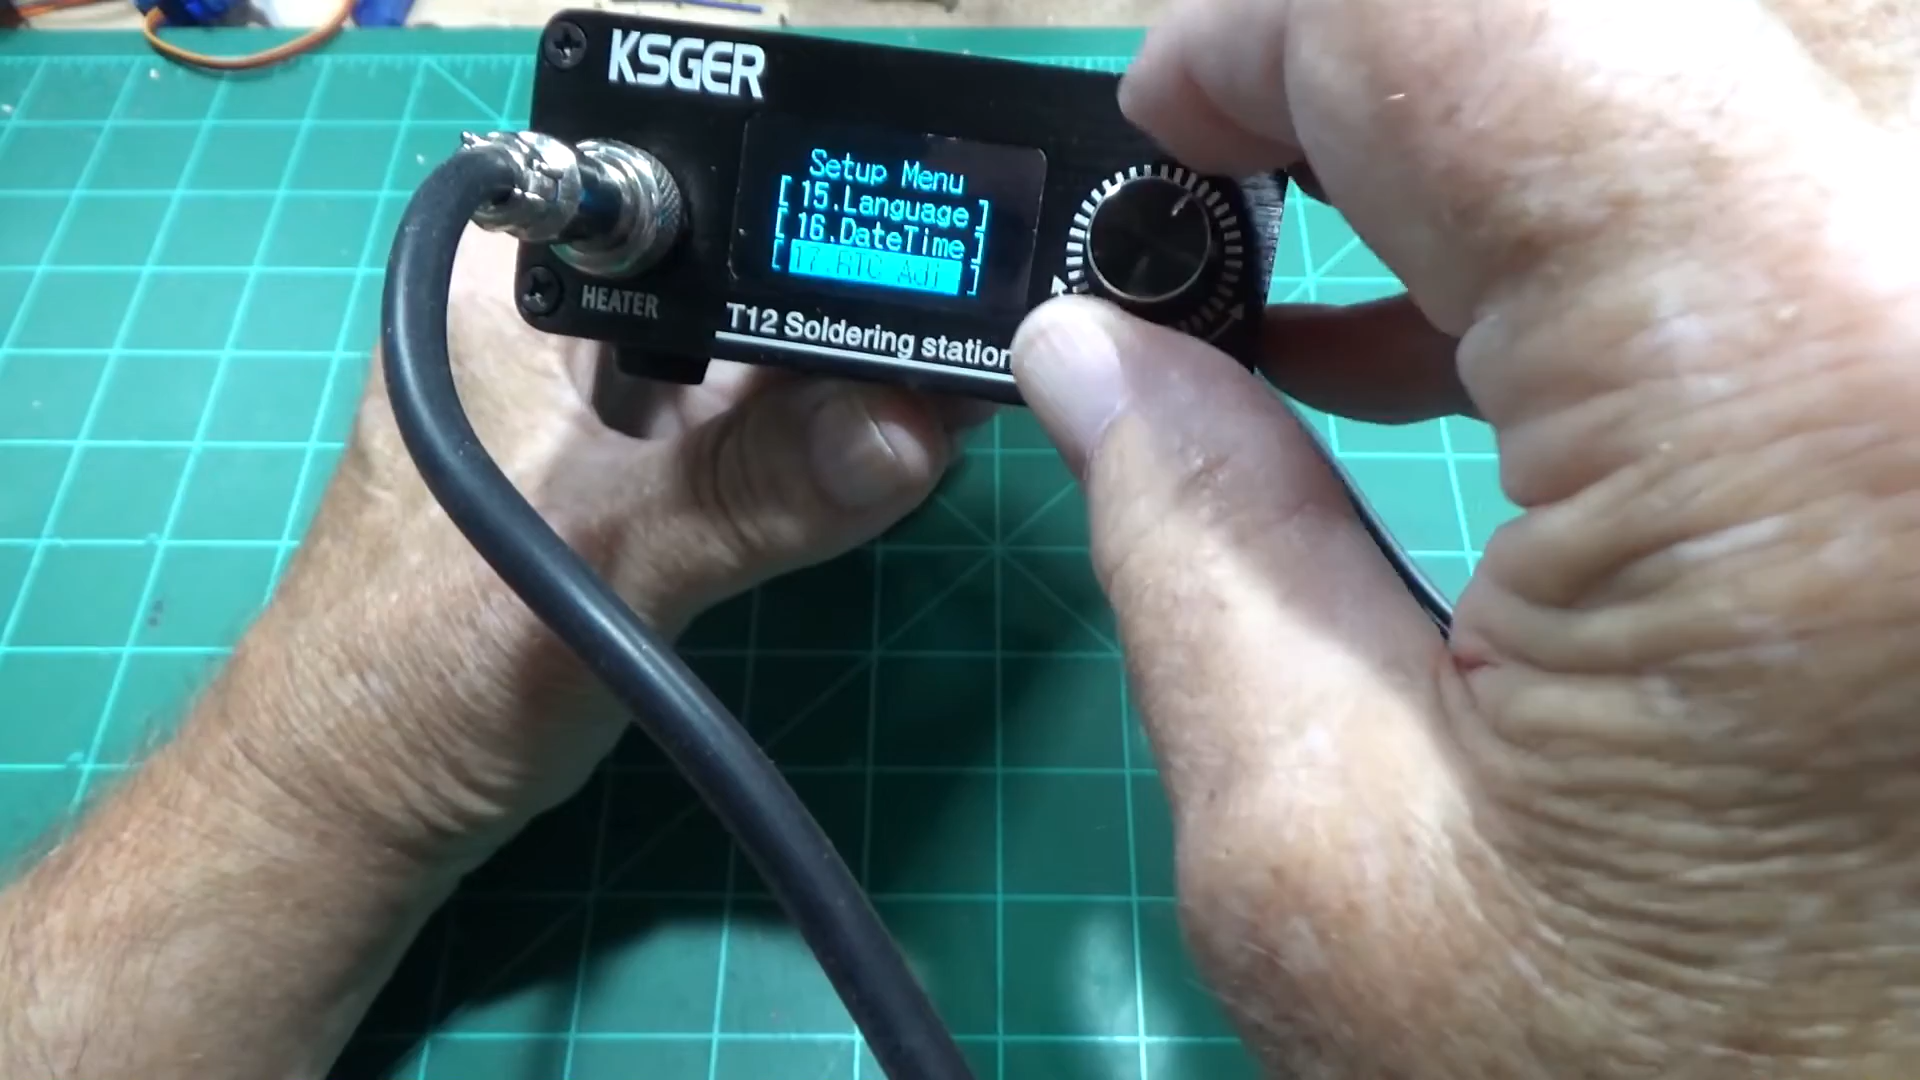 KSGER
Setup Menu
[ 15.Language ]
[ 16.DateTime ]
[ 17.RTC Adj ]
HEATER
T12 Soldering station